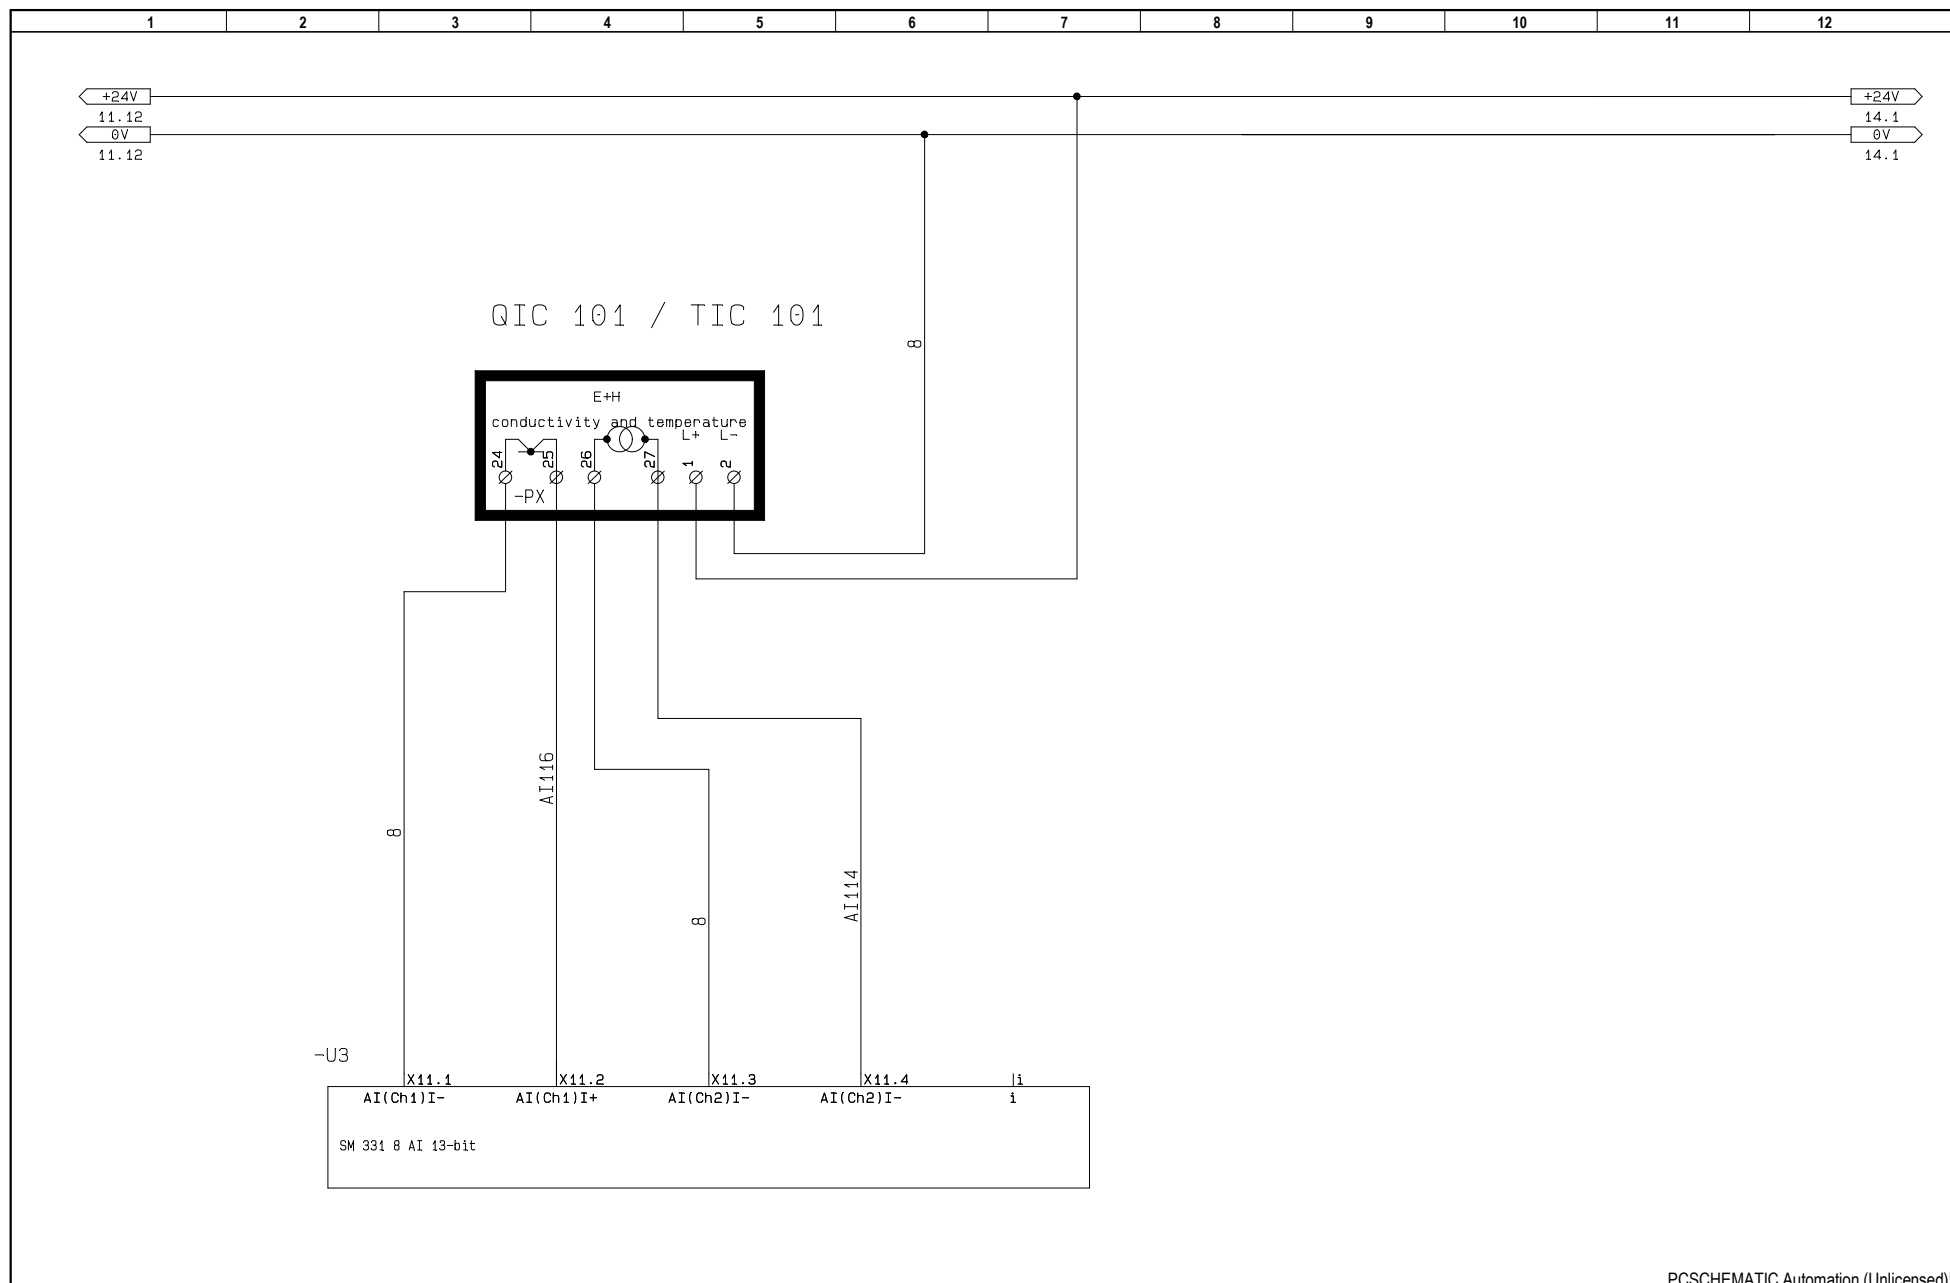 1 2 3 4 5 6 7 8 9 10 11 12
+24V +24V
11.12 14.1
0V 0V
11.12 14.1
QIC 101 / TIC 101
8
E+H
conductivity and temperature
L+ L-
24 25 26 27 1 2
-PX
AI116
8
AI114
8
-U3
X11.1 X11.2 X11.3 X11.4 i
AI(Ch1)I- AI(Ch1)I+ AI(Ch2)I- AI(Ch2)I- i
SM 331 8 AI 13-bit
PCSCHEMATIC Automation (Unlicensed)